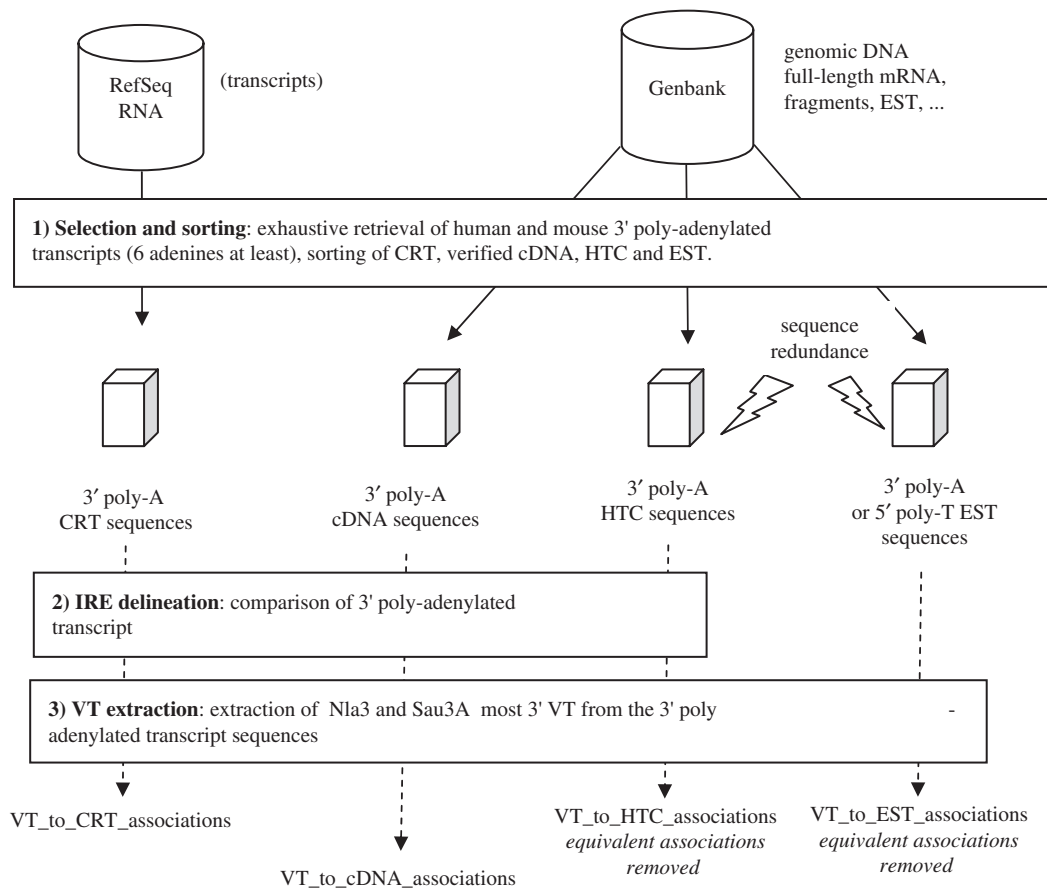 RefSeq
RNA
(transcripts)
Genbank
genomic DNA
full-length mRNA,
fragments, EST, ...
1) Selection and sorting: exhaustive retrieval of human and mouse 3' poly-adenylated
transcripts (6 adenines at least), sorting of CRT, verified cDNA, HTC and EST.
sequence
redundance
3′ poly-A
CRT sequences
3′ poly-A
cDNA sequences
3′ poly-A
HTC sequences
3′ poly-A
or 5′ poly-T EST
sequences
2) IRE delineation: comparison of 3' poly-adenylated
transcript
3) VT extraction: extraction of Nla3 and Sau3A most 3' VT from the 3' poly -
adenylated transcript sequences
VT_to_CRT_associations
VT_to_cDNA_associations
VT_to_HTC_associations
equivalent associations
removed
VT_to_EST_associations
equivalent associations
removed